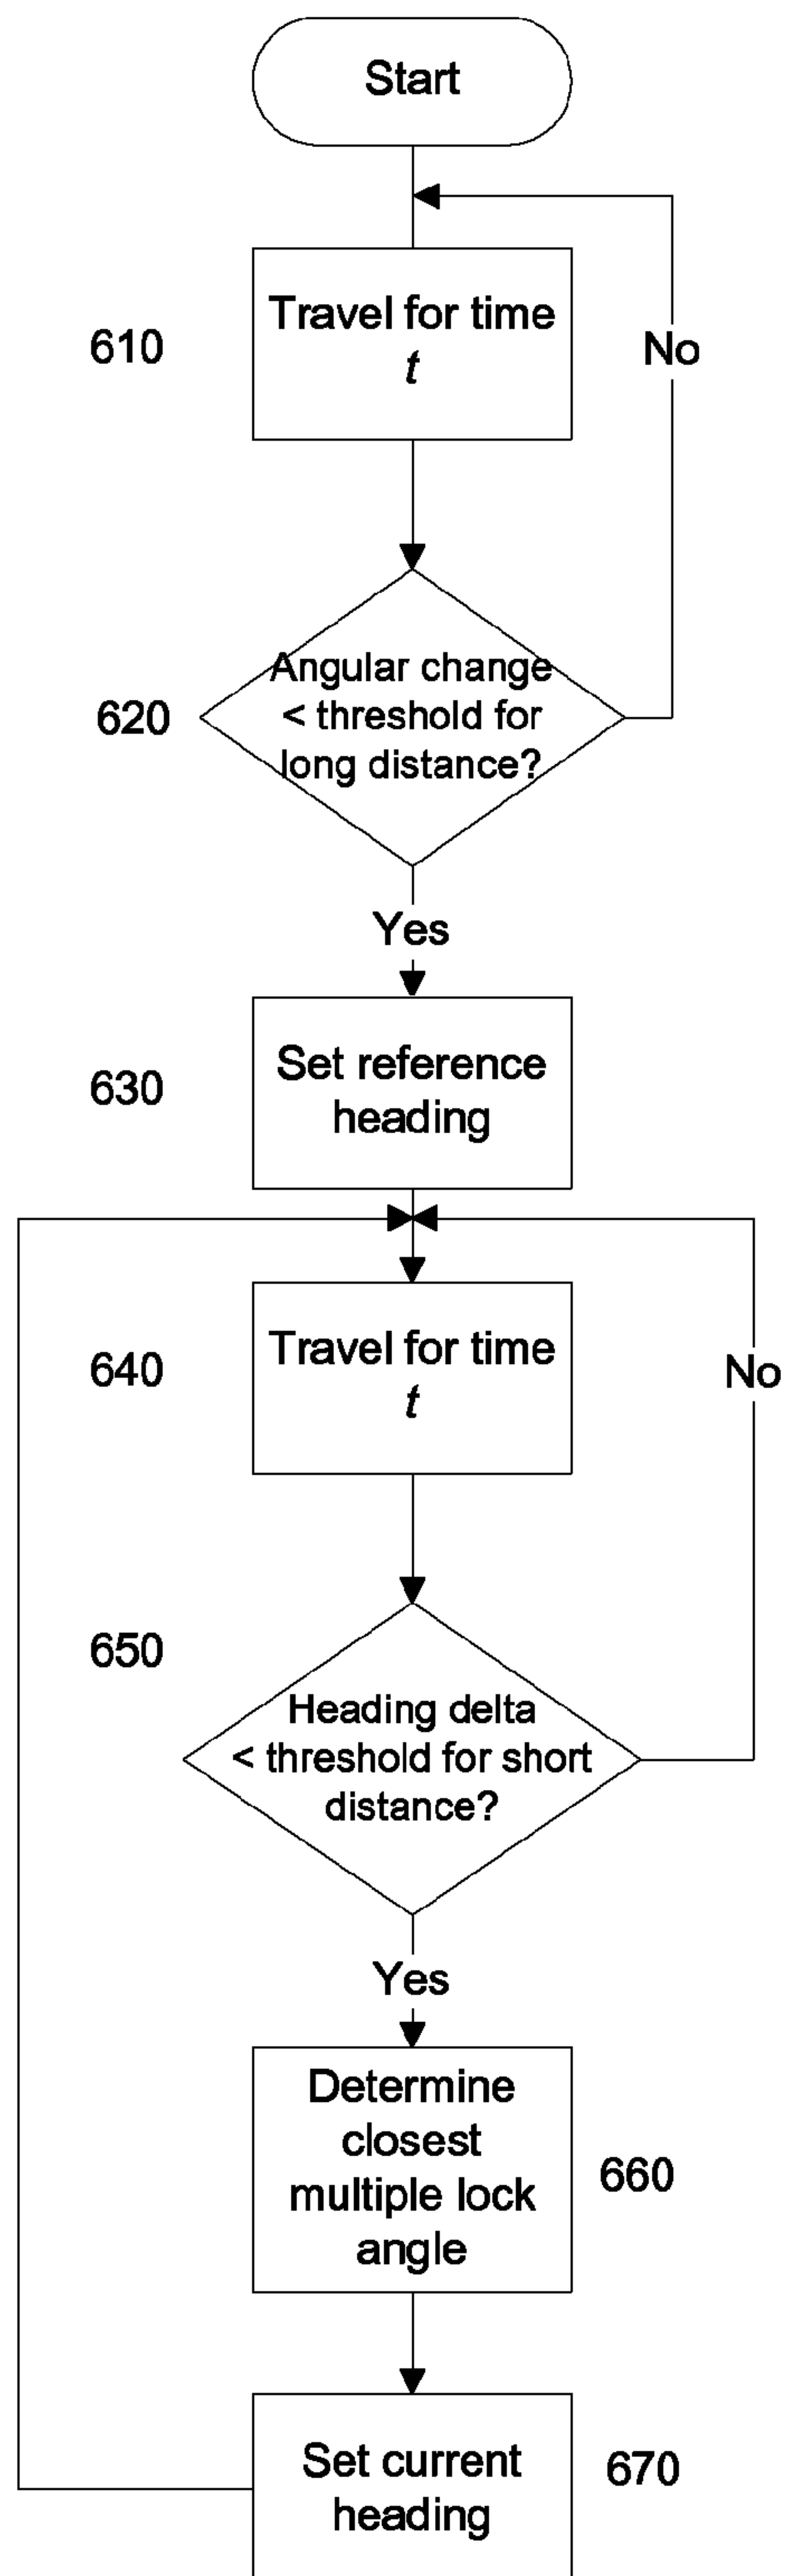 Start
610
Travel for time
t
No
620
Angular change
< threshold for
long distance?
Yes
630
Set reference
heading
640
Travel for time
t
No
650
Heading delta
< threshold for short
distance?
Yes
Determine
closest
multiple lock
angle
660
Set current
heading
670